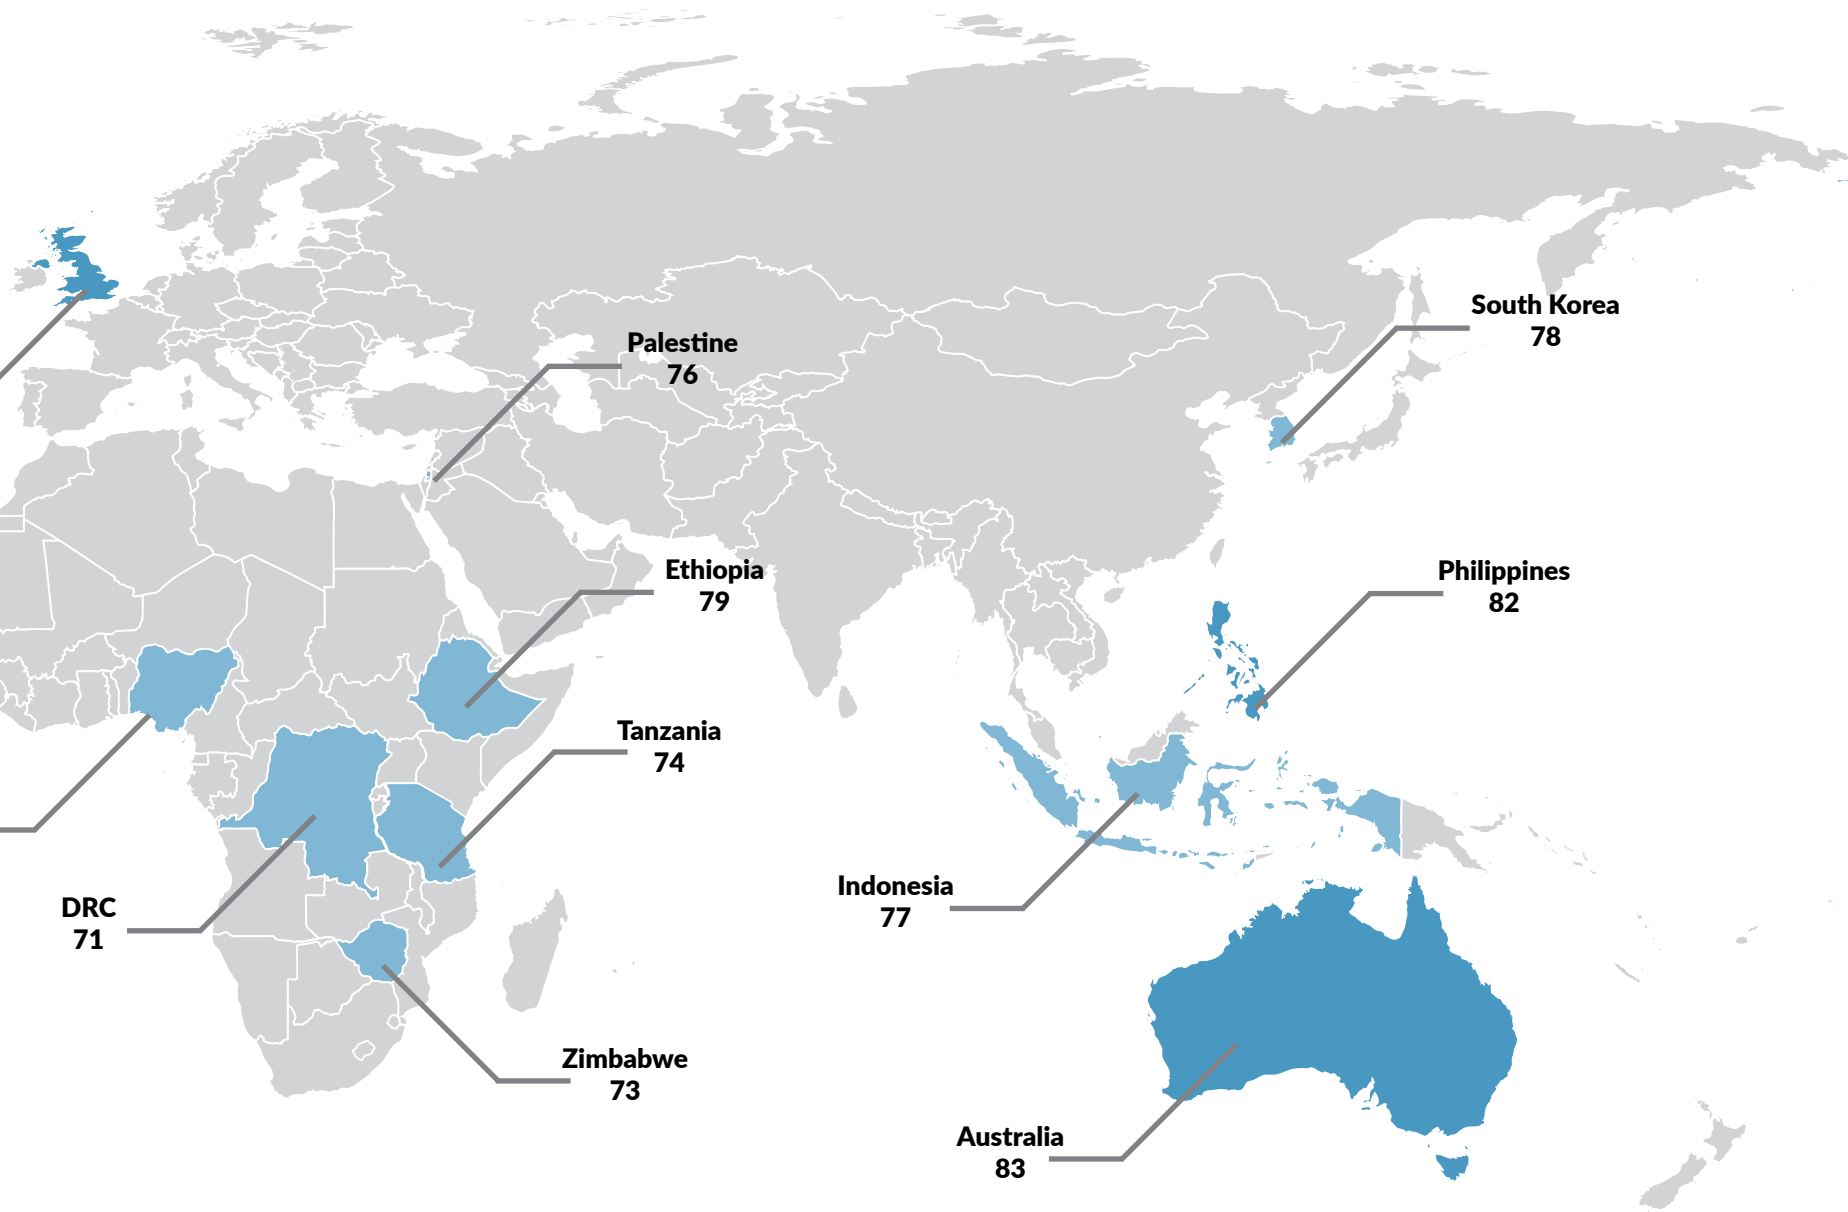 South Korea
78
Palestine
76
Ethiopia
79
Philippines
82
Tanzania
74
Indonesia
77
DRC
71
Zimbabwe
73
Australia
83